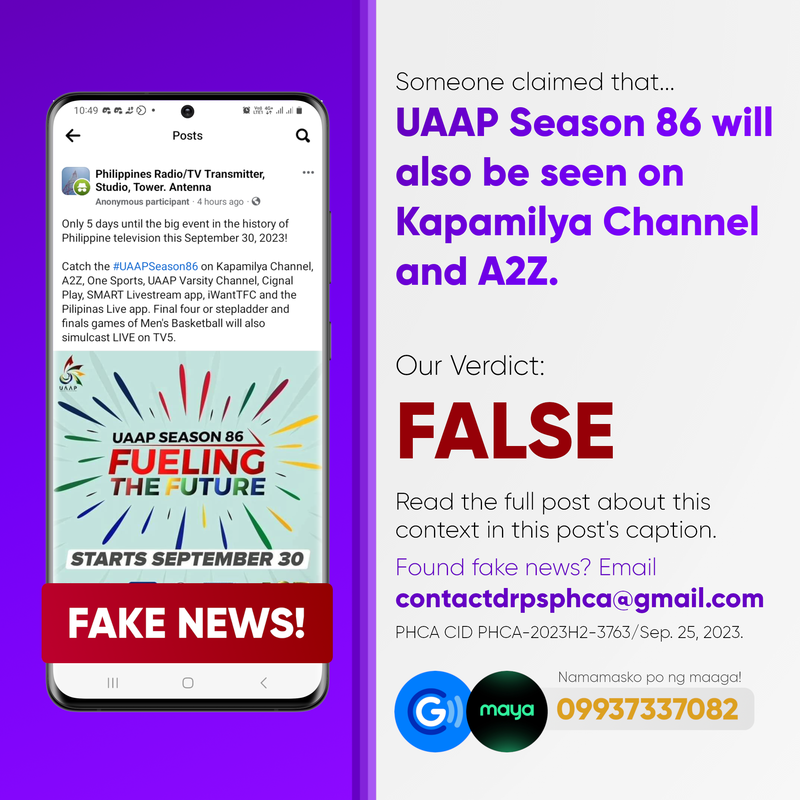 10:49
Posts
Philippines Radio/TV Transmitter,
Studio, Tower. Antenna
Anonymous participant · 4 hours ago ·
Only 5 days until the big event in the history of
Philippine television this September 30, 2023!
Catch the #UAAPSeason86 on Kapamilya Channel,
A2Z, One Sports, UAAP Varsity Channel, Cignal
Play, SMART Livestream app, iWantTFC and the
Pilipinas Live app. Final four or stepladder and
finals games of Men's Basketball will also
simulcast LIVE on TV5.
UAAP
UAAP SEASON 86
FUELING
THE FUTURE
STARTS SEPTEMBER 30
FAKE NEWS!
Someone claimed that...
UAAP Season 86 will
also be seen on
Kapamilya Channel
and A2Z.
Our Verdict:
FALSE
Read the full post about this
context in this post's caption.
Found fake news? Email
contactdrpsphca@gmail.com
PHCA CID PHCA-2023H2-3763/Sep. 25, 2023.
Namamasko po ng maaga!
G
maya
09937337082